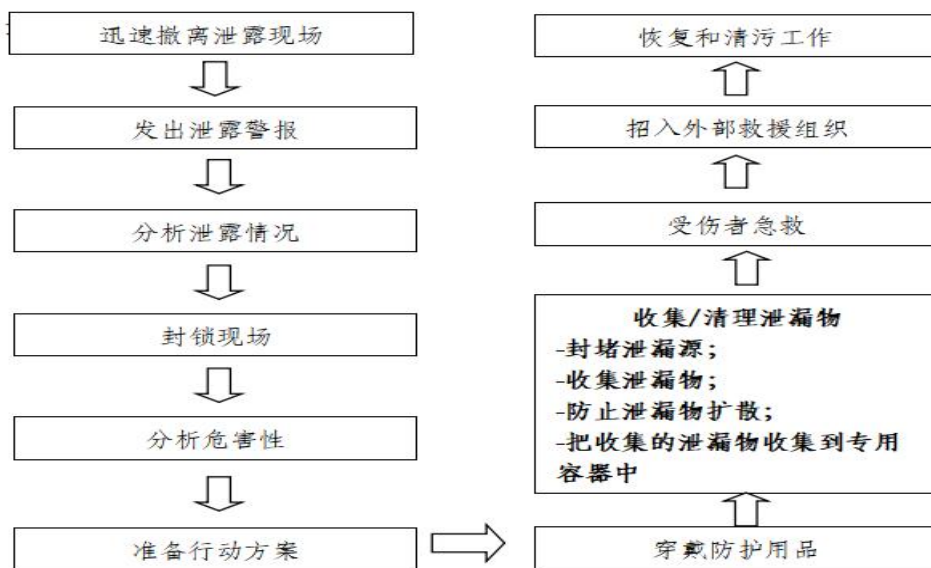 迅速撤离泄露现场
发出泄露警报
分析泄露情况
封锁现场
分析危害性
准备行动方案
穿戴防护用品
收集/清理泄漏物
-封堵泄漏源；
-收集泄漏物；
-防止泄漏物扩散；
-把收集的泄漏物收集到专用
容器中
受伤者急救
招入外部救援组织
恢复和清污工作